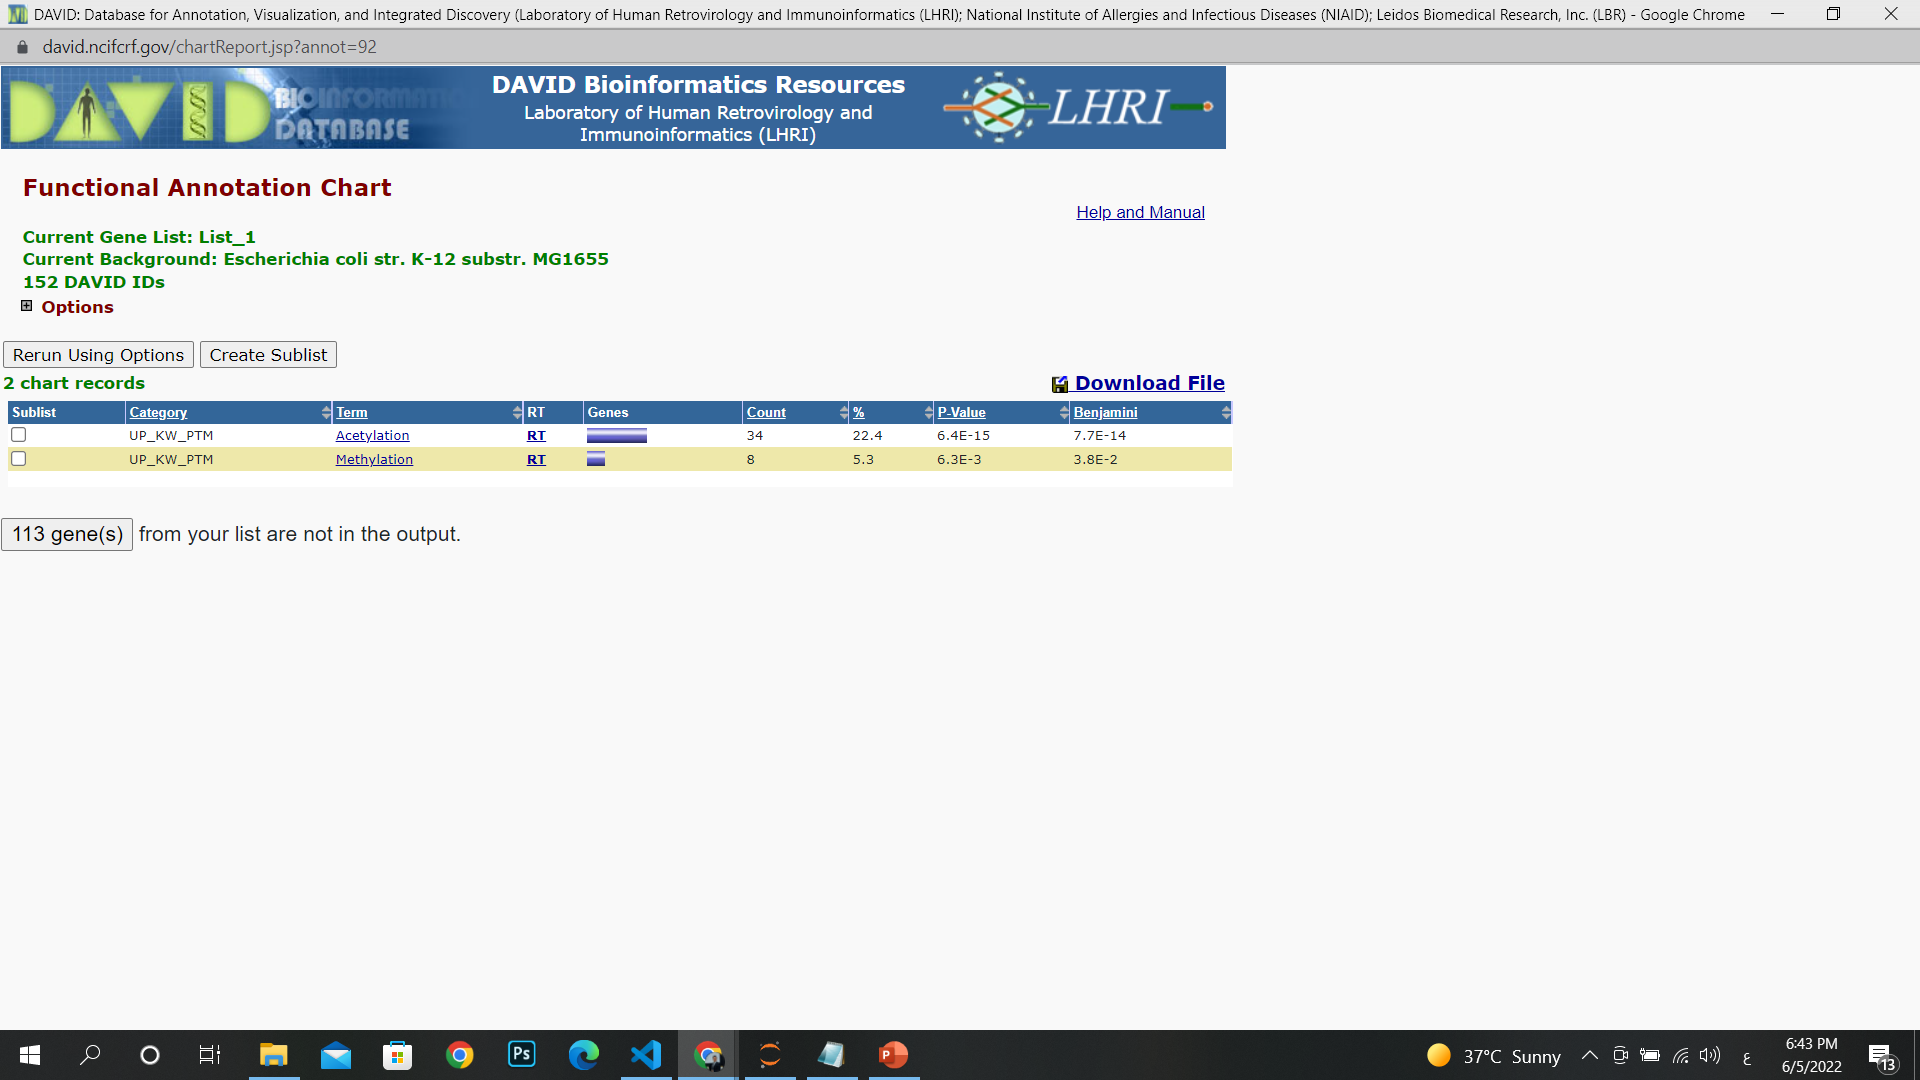 DAVID: Database for Annotation, Visualization, and Integrated Discovery (Laboratory of Human Retrovirology and Immunoinformatics (LHRI); National Institute of Allergies and Infectious Diseases (NIAID); Leidos Biomedical Research, Inc. (LBR) - Google Chrome
david.ncifcrf.gov/chartReport.jsp?annot=92
DAVID BIOINFORMATICS DATABASE
DAVID Bioinformatics Resources
Laboratory of Human Retrovirology and
Immunoinformatics (LHRI)
LHRI
Functional Annotation Chart
Help and Manual
Current Gene List: List_1
Current Background: Escherichia coli str. K-12 substr. MG1655
152 DAVID IDs
Options
Rerun Using Options Create Sublist
2 chart records Download File
Sublist Category Term RT Genes Count % P-Value Benjamini
UP_KW_PTM Acetylation RT 34 22.4 6.4E-15 7.7E-14
UP_KW_PTM Methylation RT 8 5.3 6.3E-3 3.8E-2
113 gene(s) from your list are not in the output.
Ps
P
37°C Sunny
ع
6:43 PM
6/5/2022
13